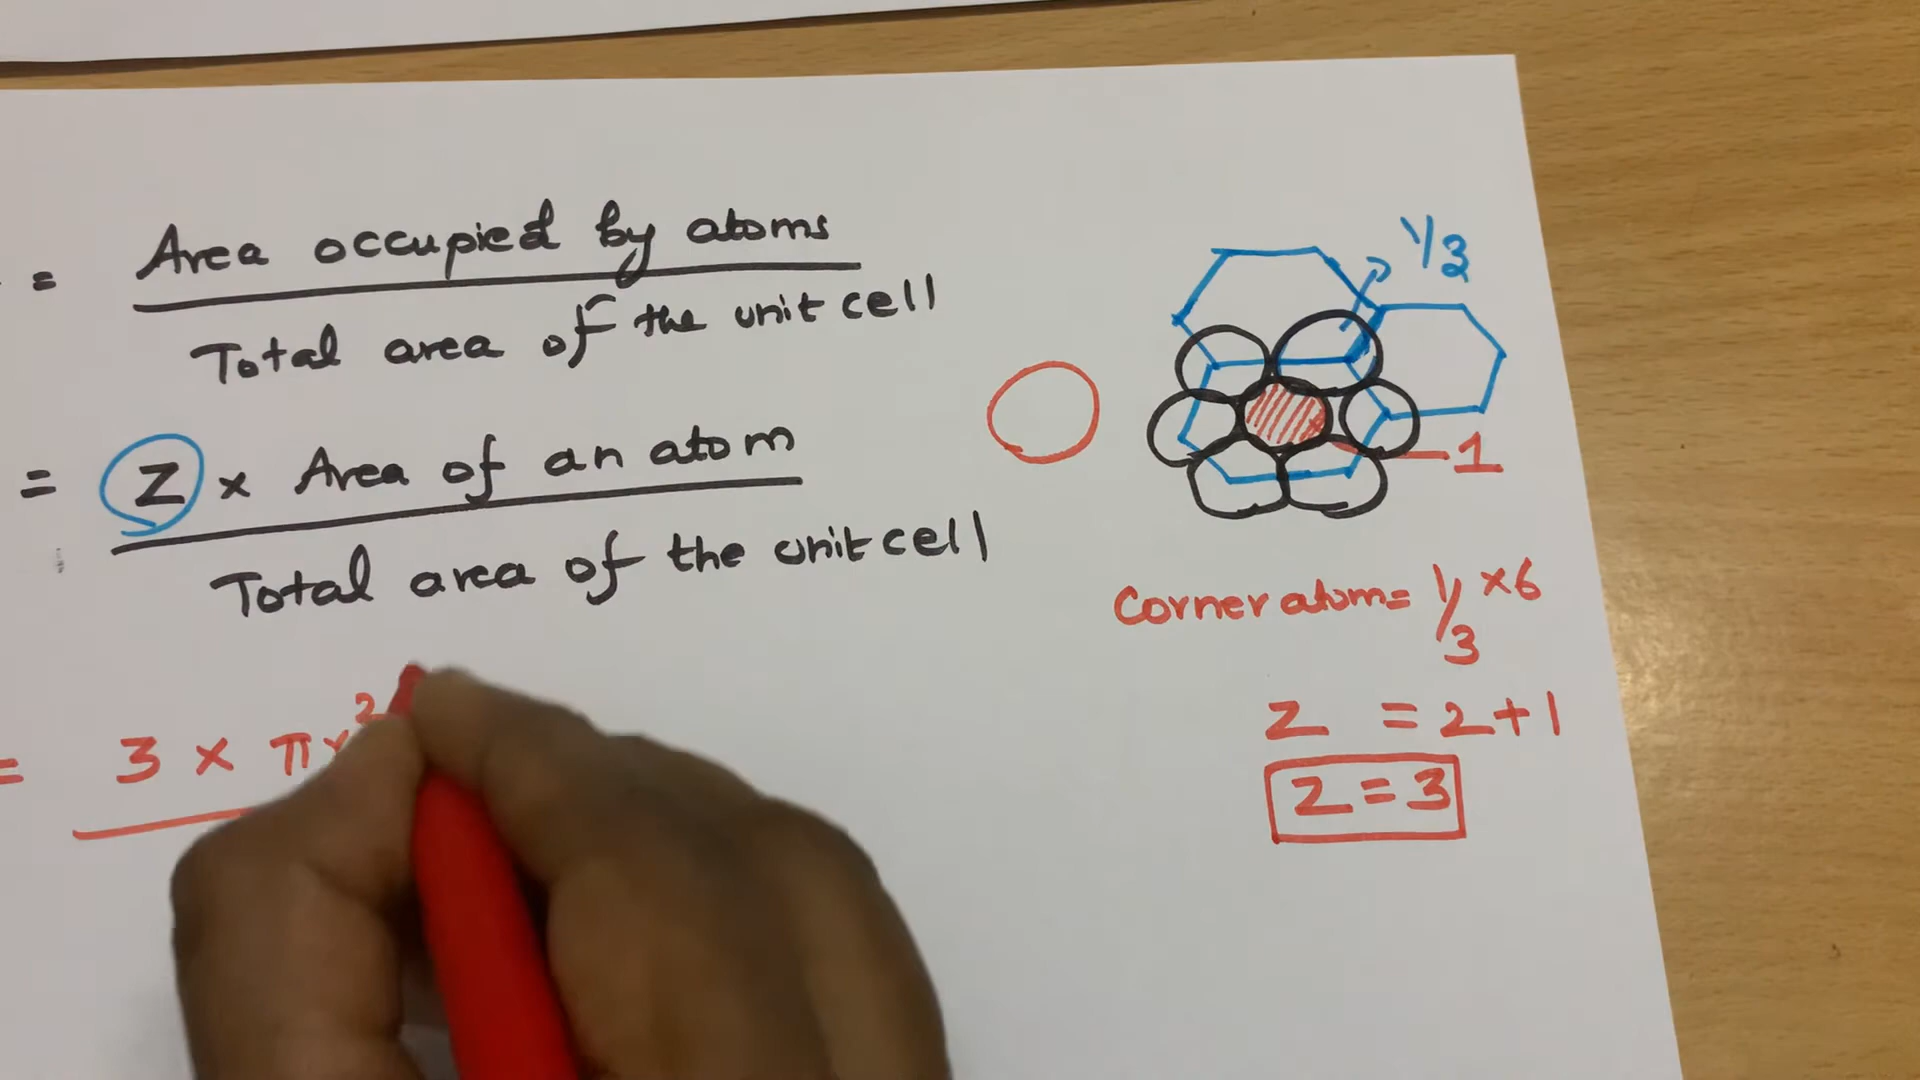 = Area occupied by atoms
Total area of the unit cell
= Z × Area of an atom
Total area of the unit cell
= 3 × πr²
1/3
1
Corner atom = 1/3 × 6
Z = 2 + 1
Z = 3